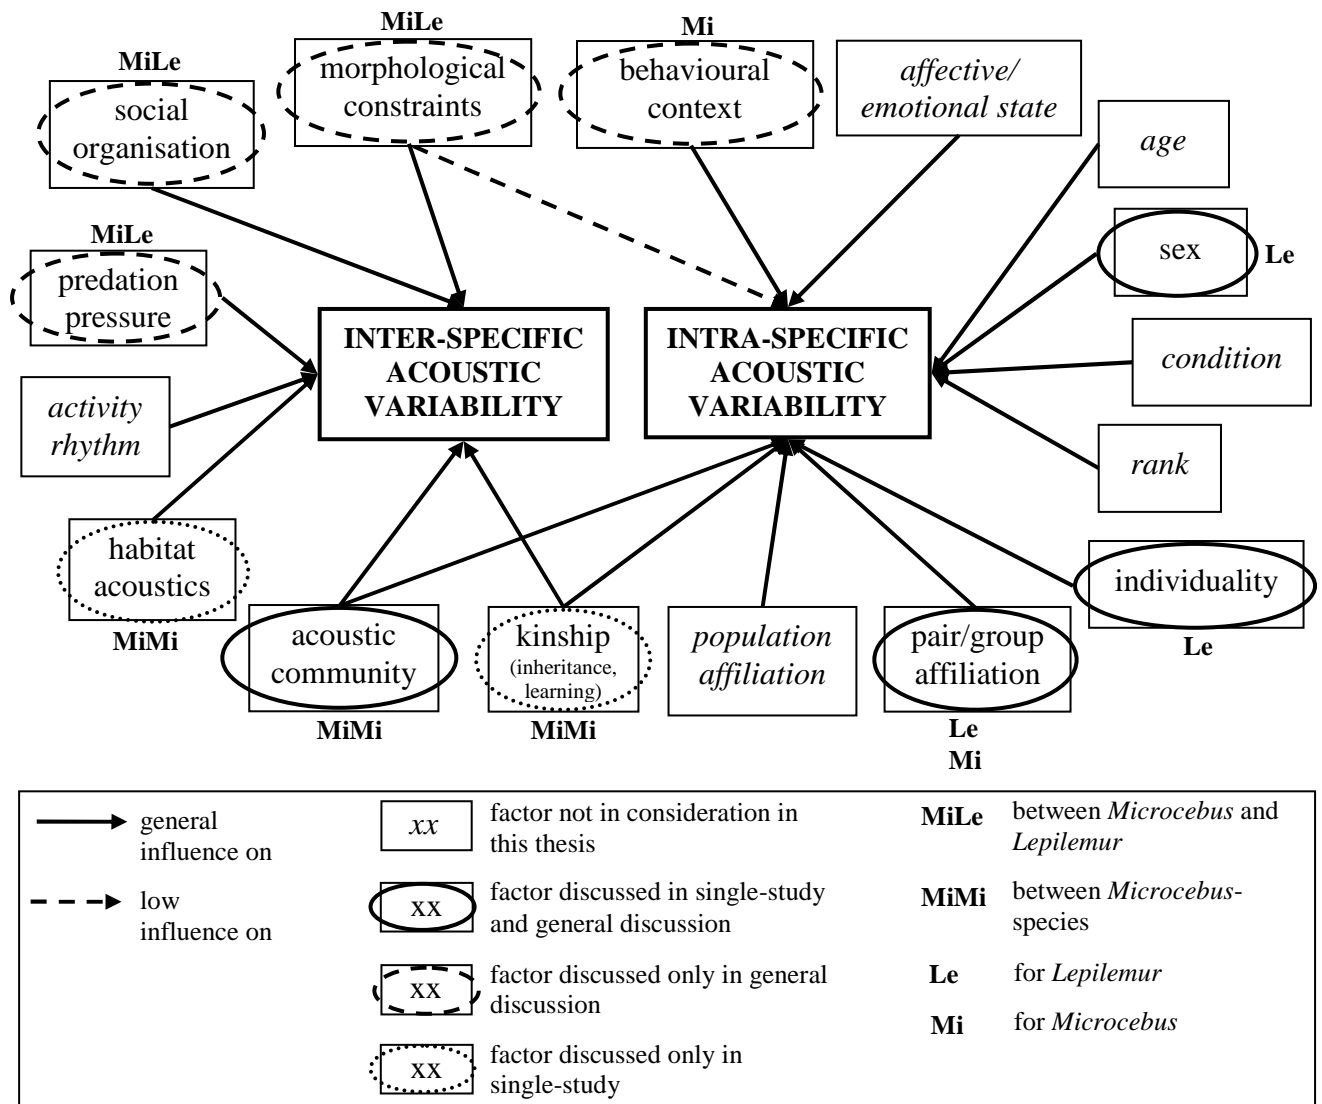 MiLe
social
organisation
MiLe
morphological
constraints
Mi
behavioural
context
affective/
emotional state
age
sex
Le
condition
rank
MiLe
predation
pressure
activity
rhythm
INTER-SPECIFIC
ACOUSTIC
VARIABILITY
INTRA-SPECIFIC
ACOUSTIC
VARIABILITY
habitat
acoustics
MiMi
acoustic
community
MiMi
kinship
(inheritance,
learning)
MiMi
population
affiliation
pair/group
affiliation
Le
Mi
individuality
Le
general
influence on
low
influence on
xx
factor not in consideration in
this thesis
xx
factor discussed in single-study
and general discussion
xx
factor discussed only in general
discussion
xx
factor discussed only in
single-study
MiLe
between Microcebus and
Lepilemur
MiMi
between Microcebus-
species
Le
for Lepilemur
Mi
for Microcebus